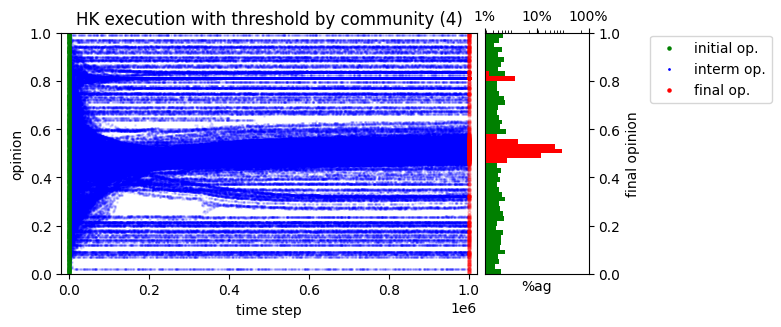 HK execution with threshold by community (4)
1% 10% 100%
1.0 0.8 0.6 0.4 0.2 0.0
opinion
0.0 0.2 0.4 0.6 0.8 1.0
1e6
time step
%ag
1.0 0.8 0.6 0.4 0.2 0.0
final opinion
initial op.
interm op.
final op.